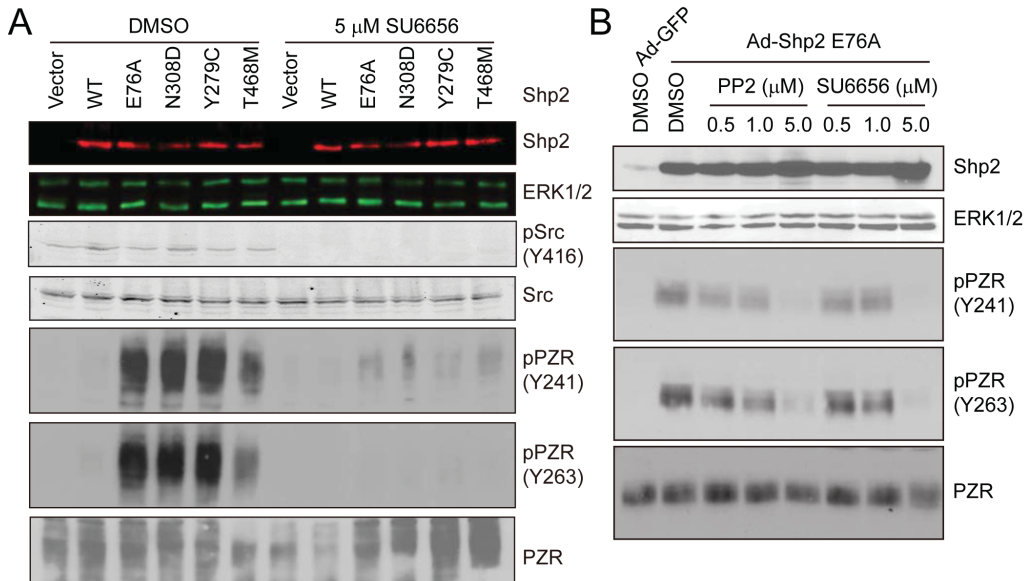 A
DMSO
5 μM SU6656
Vector
WT
E76A
N308D
Y279C
T468M
Vector
WT
E76A
N308D
Y279C
T468M
Shp2
Shp2
ERK1/2
pSrc
(Y416)
Src
pPZR
(Y241)
pPZR
(Y263)
PZR
B
Ad-GFP
Ad-Shp2 E76A
DMSO
DMSO
PP2 (μM)
SU6656 (μM)
0.5 1.0 5.0 0.5 1.0 5.0
Shp2
ERK1/2
pPZR
(Y241)
pPZR
(Y263)
PZR